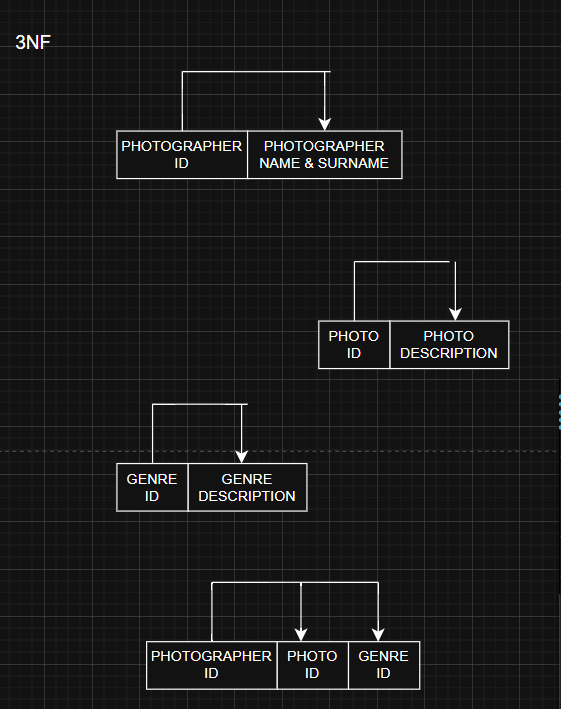 3NF
PHOTOGRAPHER
ID
PHOTOGRAPHER
NAME & SURNAME
PHOTO
ID
PHOTO
DESCRIPTION
GENRE
ID
GENRE
DESCRIPTION
PHOTOGRAPHER
ID
PHOTO
ID
GENRE
ID